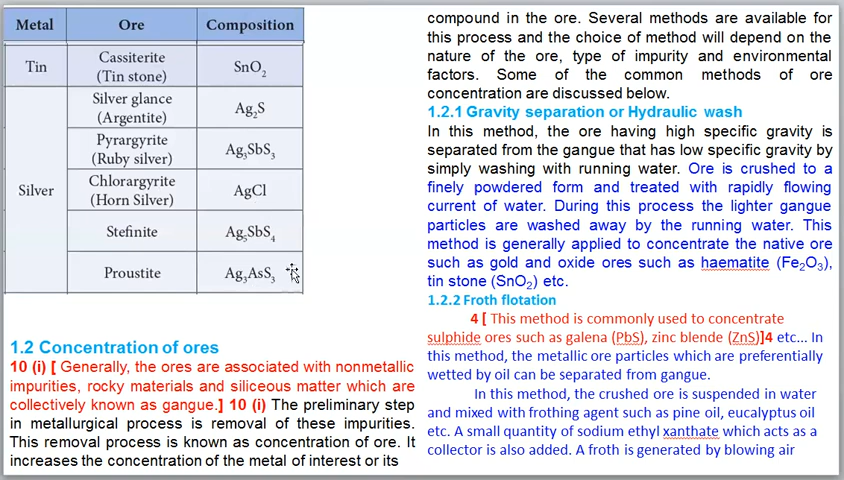 Metal Ore Composition
Tin
Cassiterite
(Tin stone)
SnO₂
Silver
Silver glance
(Argentite)
Ag₂S
Pyrargyrite
(Ruby silver)
Ag₃SbS₃
Chlorargyrite
(Horn Silver)
AgCl
Stefinite
Ag₅SbS₄
Proustite
Ag₃AsS₃
1.2 Concentration of ores
10 (i) [ Generally, the ores are associated with nonmetallic
impurities, rocky materials and siliceous matter which are
collectively known as gangue.] 10 (i) The preliminary step
in metallurgical process is removal of these impurities.
This removal process is known as concentration of ore. It
increases the concentration of the metal of interest or its
compound in the ore. Several methods are available for
this process and the choice of method will depend on the
nature of the ore, type of impurity and environmental
factors. Some of the common methods of ore
concentration are discussed below.
1.2.1 Gravity separation or Hydraulic wash
In this method, the ore having high specific gravity is
separated from the gangue that has low specific gravity by
simply washing with running water. Ore is crushed to a
finely powdered form and treated with rapidly flowing
current of water. During this process the lighter gangue
particles are washed away by the running water. This
method is generally applied to concentrate the native ore
such as gold and oxide ores such as haematite (Fe₂O₃),
tin stone (SnO₂) etc.
1.2.2 Froth flotation
4 [ This method is commonly used to concentrate
sulphide ores such as galena (PbS), zinc blende (ZnS)]4 etc... In
this method, the metallic ore particles which are preferentially
wetted by oil can be separated from gangue.
In this method, the crushed ore is suspended in water
and mixed with frothing agent such as pine oil, eucalyptus oil
etc. A small quantity of sodium ethyl xanthate which acts as a
collector is also added. A froth is generated by blowing air